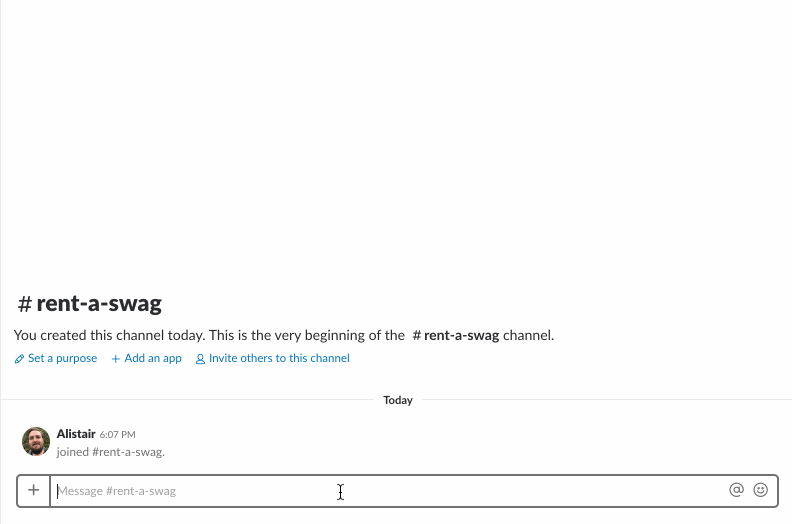 # rent-a-swag
You created this channel today. This is the very beginning of the # rent-a-swag channel.
Set a purpose + Add an app Invite others to this channel
Today
Alistair 6:07 PM
joined #rent-a-swag.
+ Message #rent-a-swag @